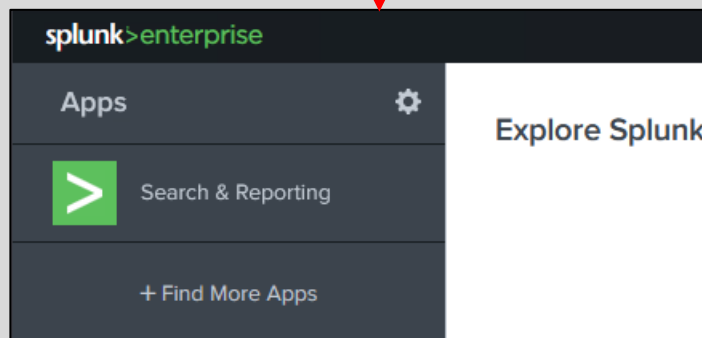 splunk>enterprise
Apps
Explore Splunk
>
Search & Reporting
+ Find More Apps